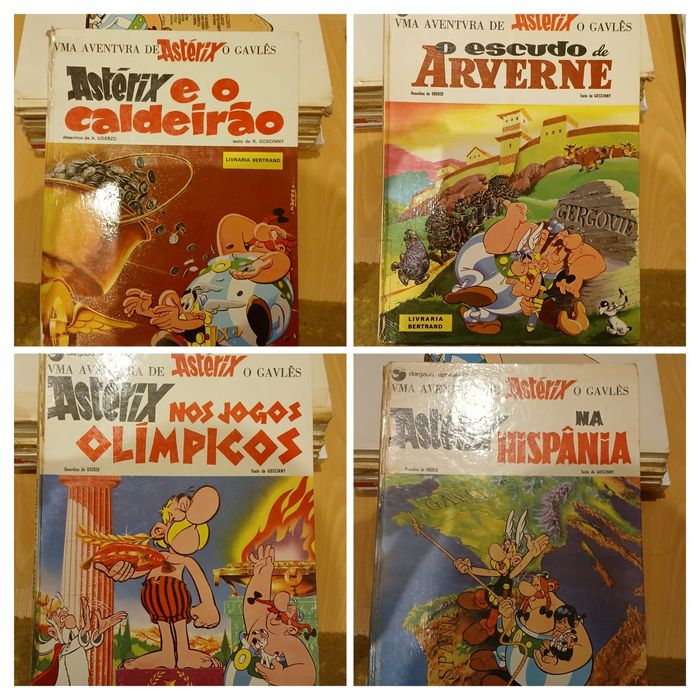 VMA AVENTVRA DE Astérix O GAVLÊS
Astérix e o
caldeirão
desenhos de A. UDERZO texto de R. GOSCINNY
LIVRARIA BERTRAND
VMA AVENTVRA DE Astérix O GAVLÊS
o escudo de
ARVERNE
Desenhos de UDERZO Texto de GOSCINNY
GERGOVIE
LIVRARIA
BERTRAND
VMA AVENTVRA DE Astérix O GAVLÊS
Astérix NOS JOGOS
OLÍMPICOS
Desenhos de UDERZO Texto de GOSCINNY
dargaud
VMA AVENTVRA DE Astérix O GAVLÊS
Astérix NA
HISPÂNIA
Desenhos de UDERZO Texto de GOSCINNY